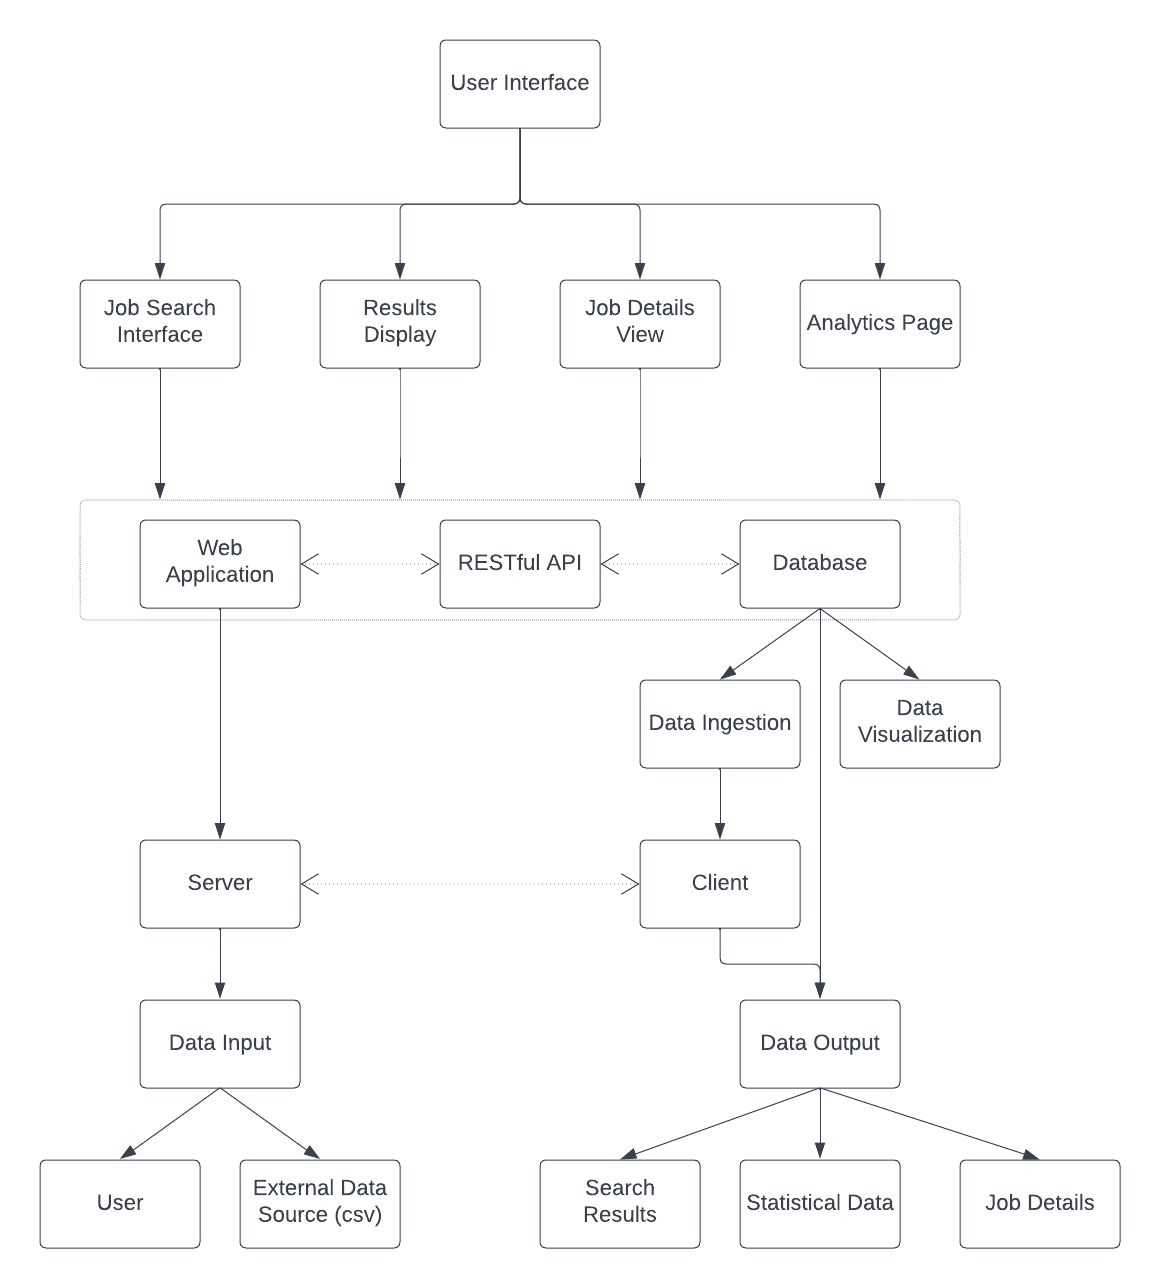 User Interface
Job Search
Interface
Results
Display
Job Details
View
Analytics Page
Web
Application
RESTful API
Database
Data Ingestion
Data
Visualization
Server
Client
Data Input
Data Output
User
External Data
Source (csv)
Search
Results
Statistical Data
Job Details